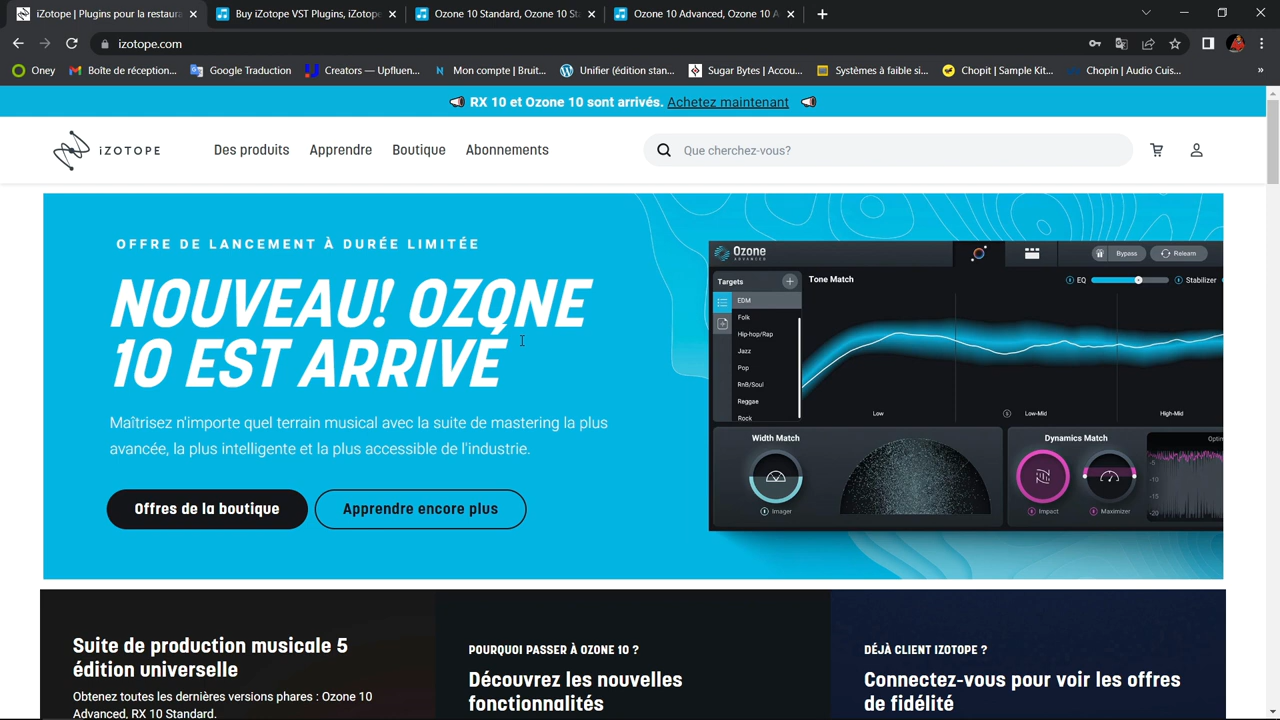 iZotope | Plugins pour la restaura
Buy iZotope VST Plugins, iZotope
Ozone 10 Standard, Ozone 10 St
Ozone 10 Advanced, Ozone 10 A
izotope.com
Oney
Boîte de réception...
Google Traduction
Creators — Upfluen...
Mon compte | Bruit...
Unifier (édition stan...
Sugar Bytes | Accou...
Systèmes à faible si...
Chopit | Sample Kit...
Chopin | Audio Cuis...
»
RX 10 et Ozone 10 sont arrivés. Achetez maintenant
iZOTOPE
Des produits
Apprendre
Boutique
Abonnements
Que cherchez-vous?
OFFRE DE LANCEMENT À DURÉE LIMITÉE
NOUVEAU! OZONE
10 EST ARRIVÉ
Maîtrisez n'importe quel terrain musical avec la suite de mastering la plus
avancée, la plus intelligente et la plus accessible de l'industrie.
Offres de la boutique
Apprendre encore plus
Ozone
ADVANCED
Bypass
Relearn
Targets
Tone Match
EQ
Stabilizer
EDM
Folk
Hip-hop/Rap
Jazz
Pop
RnB/Soul
Reggae
Rock
Low
Low-Mid
High-Mid
Width Match
Imager
Dynamics Match
Impact
Maximizer
Optin
-5
-10
-15
-20
Suite de production musicale 5
édition universelle
Obtenez toutes les dernières versions phares : Ozone 10
Advanced, RX 10 Standard.
POURQUOI PASSER À OZONE 10 ?
Découvrez les nouvelles
fonctionnalités
DÉJÀ CLIENT IZOTOPE ?
Connectez-vous pour voir les offres
de fidélité